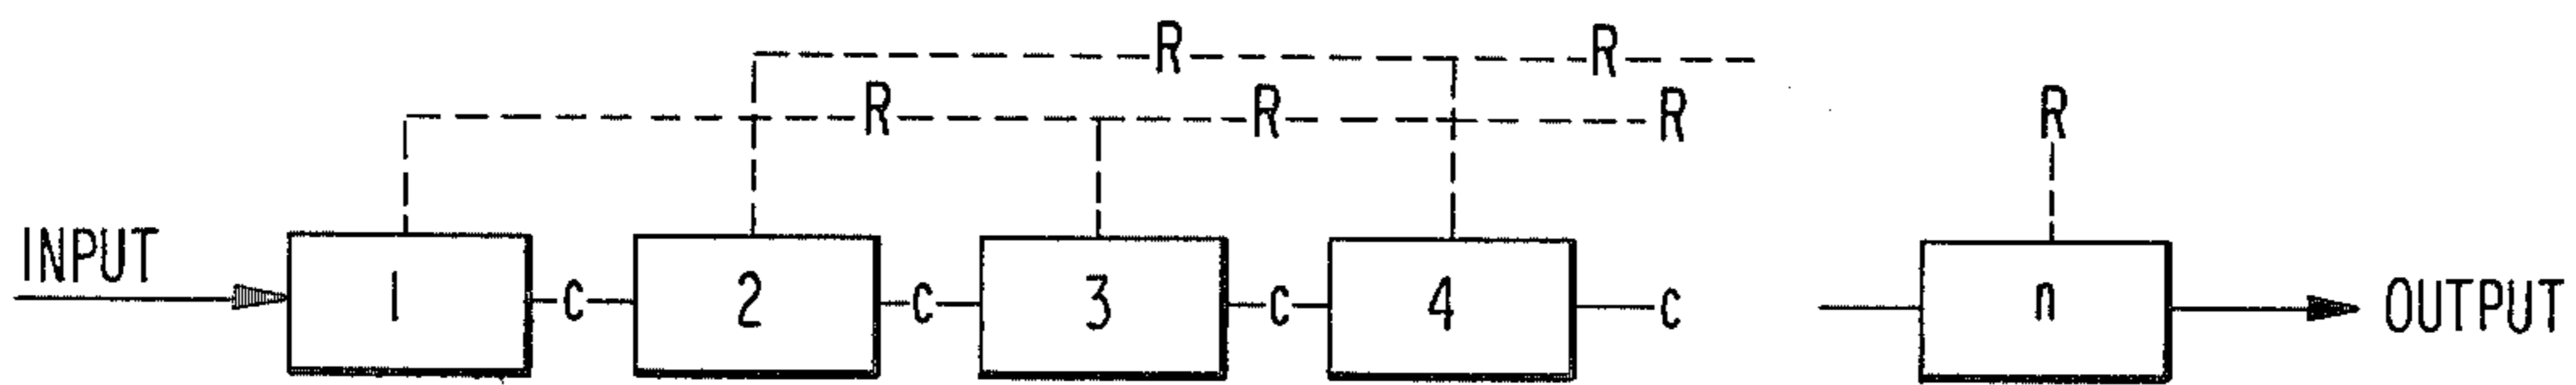 R R
R R R R
INPUT 1 C 2 C 3 C 4 C n OUTPUT